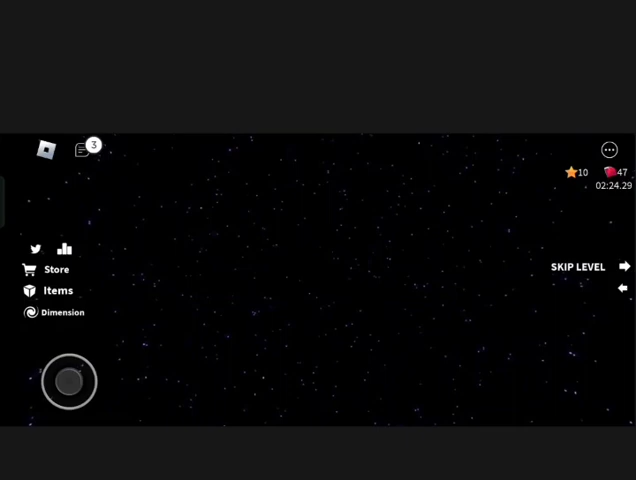 3
10 47
02:24.29
Store
SKIP LEVEL
Items
Dimension